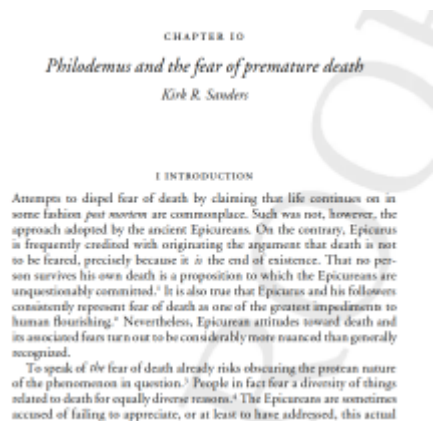 CHAPTER 10
Philodemus and the fear of premature death
Kirk R. Sanders
I INTRODUCTION
Attempts to dispel fear of death by claiming that life continues on in
some fashion post mortem are commonplace. Such was not, however, the
approach adopted by the ancient Epicureans. On the contrary, Epicurus
is frequently credited with originating the argument that death is not
to be feared, precisely because it is the end of existence. That no per-
son survives his own death is a proposition to which the Epicureans are
unquestionably committed.¹ It is also true that Epicurus and his followers
consistently represent fear of death as one of the greatest impediments to
human flourishing.² Nevertheless, Epicurean attitudes toward death and
its associated fears turn out to be considerably more nuanced than generally
recognized.
To speak of the fear of death already risks obscuring the protean nature
of the phenomenon in question.³ People in fact fear a diversity of things
related to death for equally diverse reasons.⁴ The Epicureans are sometimes
accused of failing to appreciate, or at least to have addressed, this actual